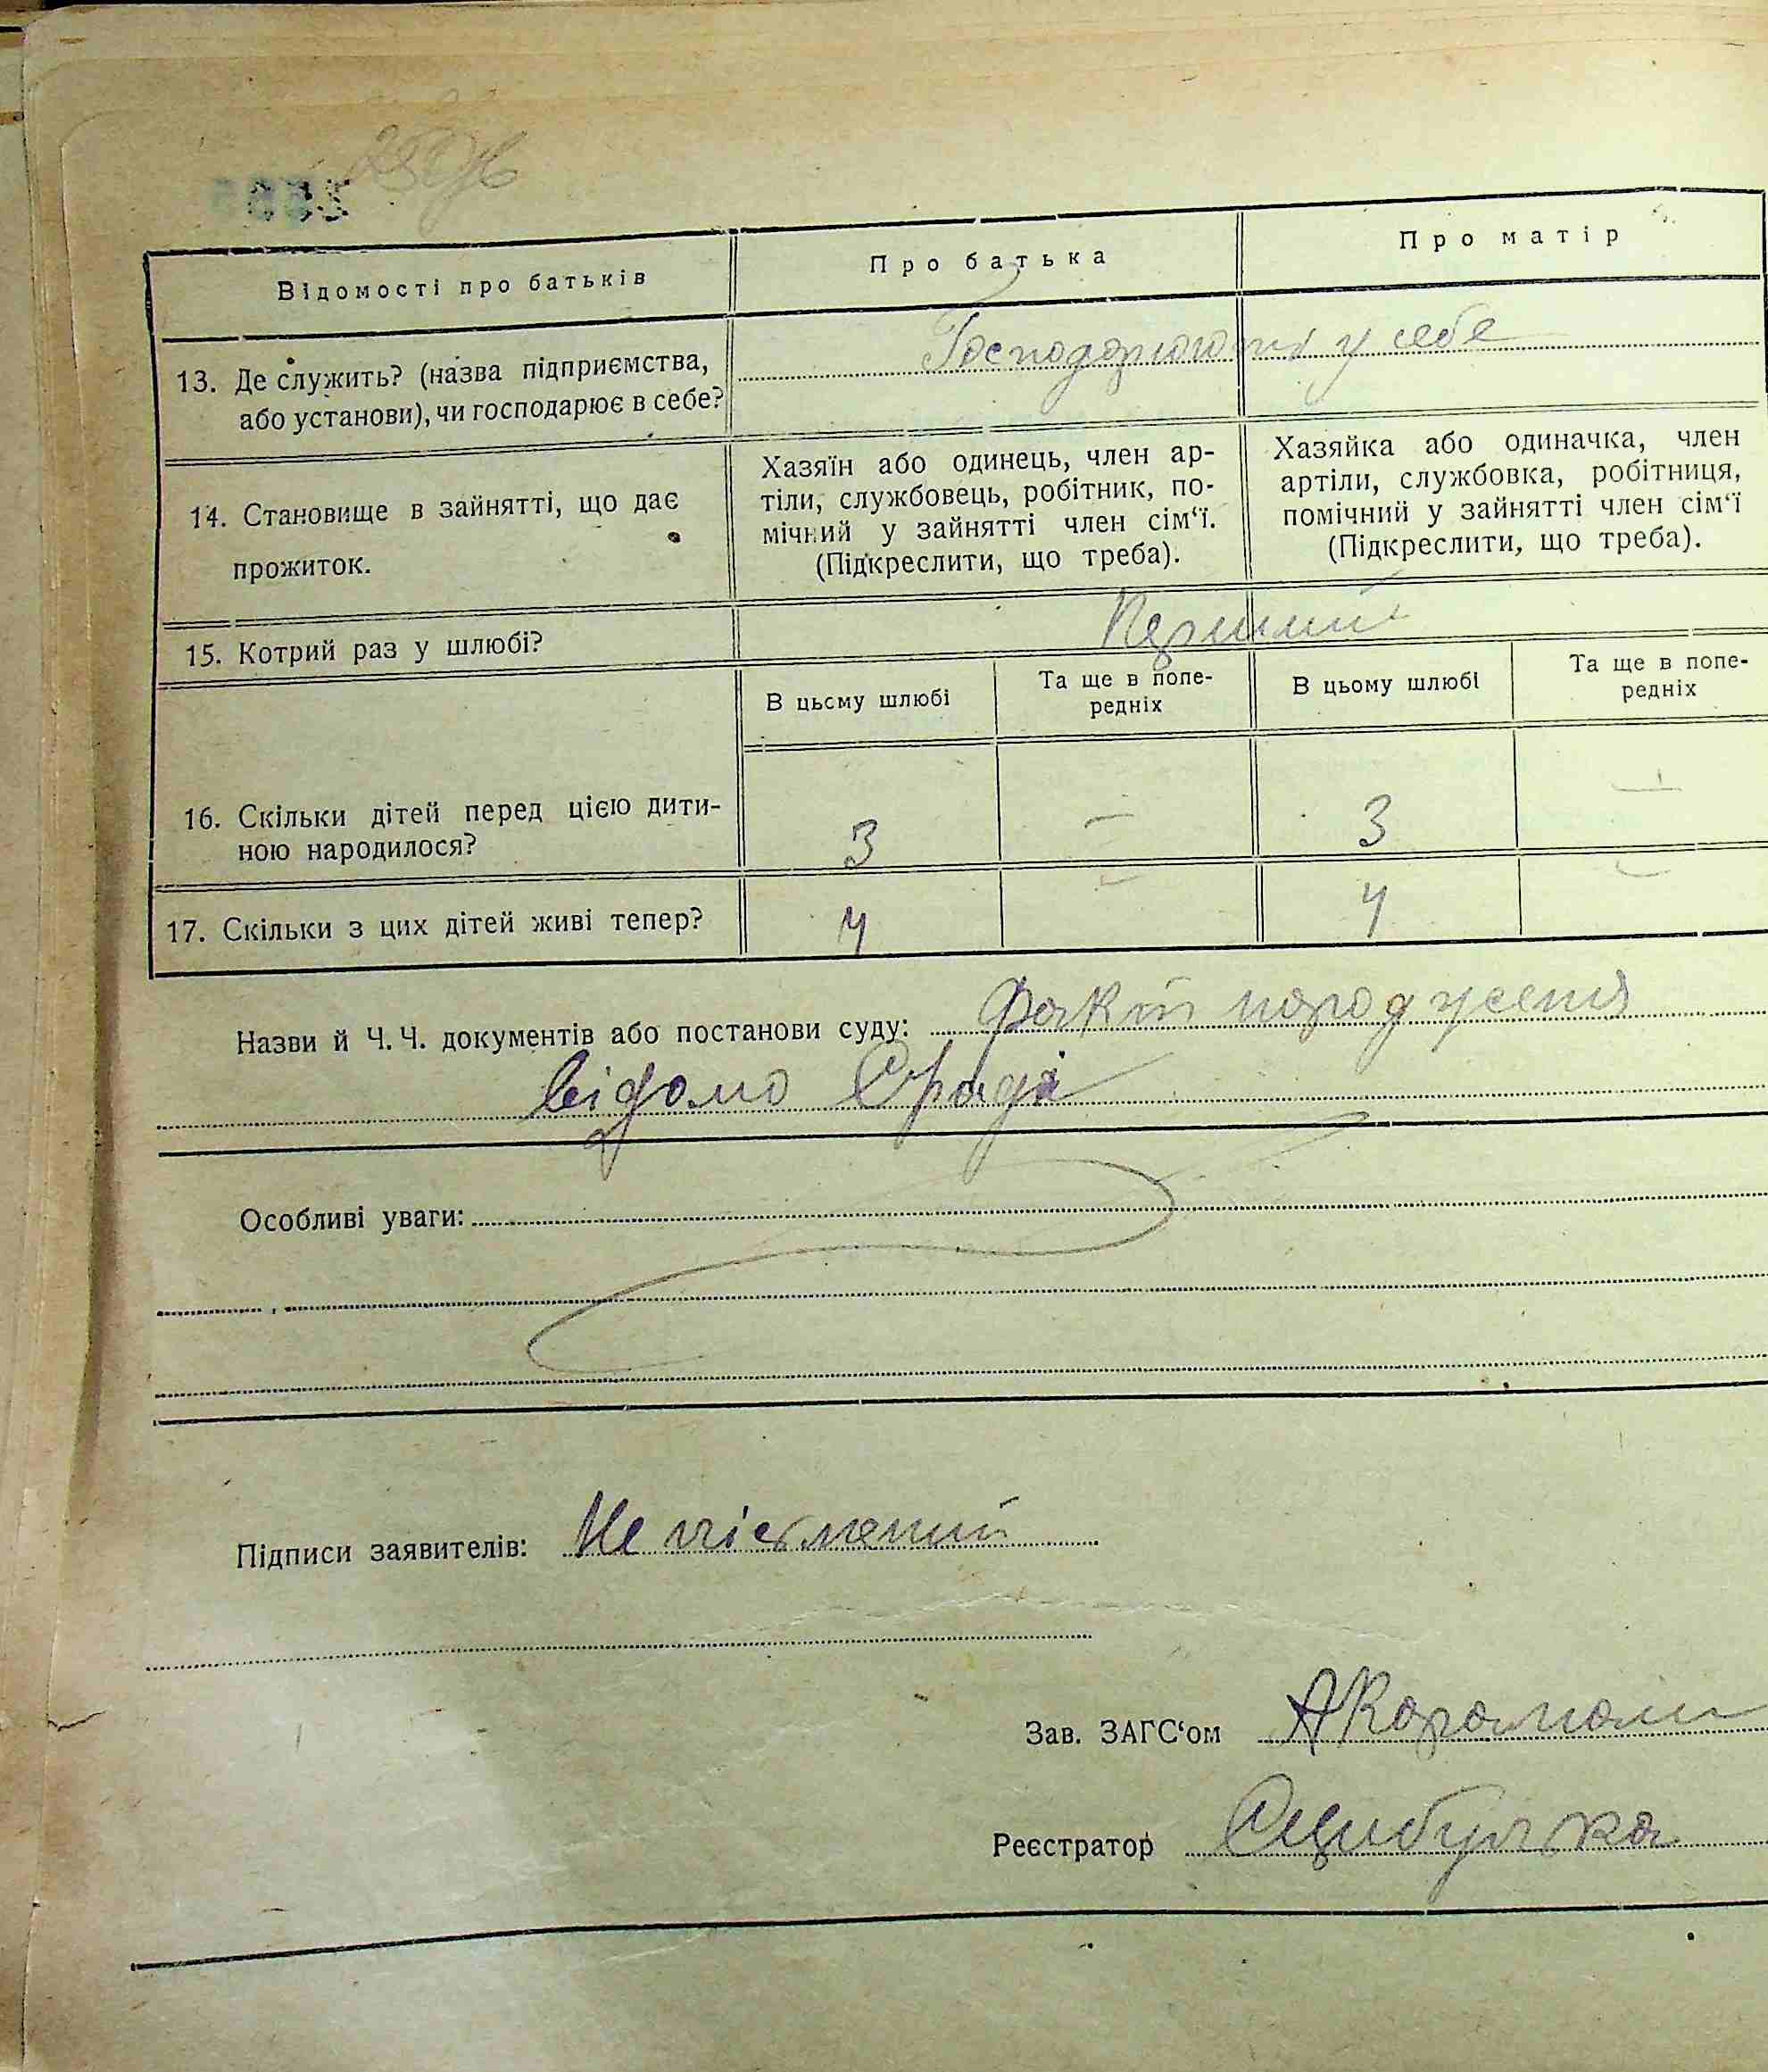 Відомості про батьків
Про батька
Про матір
13. Де служить? (назва підприємства,
або установи), чи господарює в себе?
Господарюють у себе
14. Становище в зайнятті, що дає
прожиток.
Хазяїн або одинець, член ар-
тіли, службовець, робітник, по-
мічний у зайнятті член сім‘ї.
(Підкреслити, що треба).
Хазяйка або одиначка, член
артіли, службовка, робітниця,
помічний у зайнятті член сім‘ї
(Підкреслити, що треба).
15. Котрий раз у шлюбі?
Перший
В цьому шлюбі
Та ще в попе-
редніх
В цьому шлюбі
Та ще в попе-
редніх
16. Скільки дітей перед цією дити-
ною народилося?
3 – 3 –
17. Скільки з цих дітей живі тепер?
4 – 4 –
Назви й Ч. Ч. документів або постанови суду: Факт народження
відомо С/раді
Особливі уваги:
Підписи заявителів: Не письмений
Зав. ЗАГС‘ом
Реєстратор СЦибулька